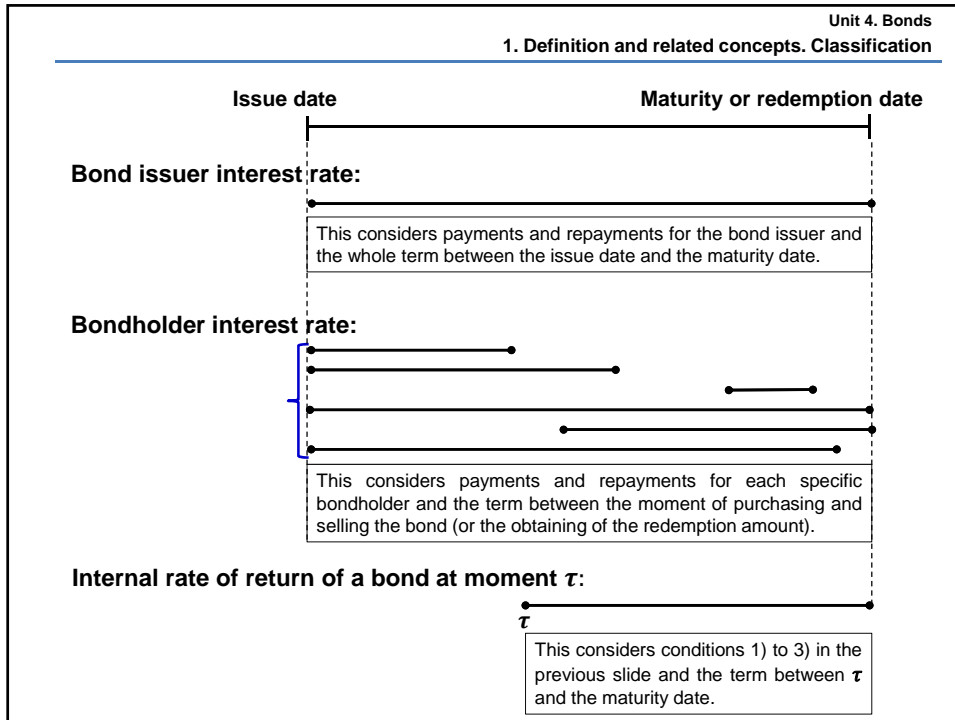 Unit 4. Bonds
1. Definition and related concepts. Classification
Issue date
Maturity or redemption date
Bond issuer interest rate:
This considers payments and repayments for the bond issuer and
the whole term between the issue date and the maturity date.
Bondholder interest rate:
This considers payments and repayments for each specific
bondholder and the term between the moment of purchasing and
selling the bond (or the obtaining of the redemption amount).
Internal rate of return of a bond at moment τ:
τ
This considers conditions 1) to 3) in the
previous slide and the term between τ
and the maturity date.